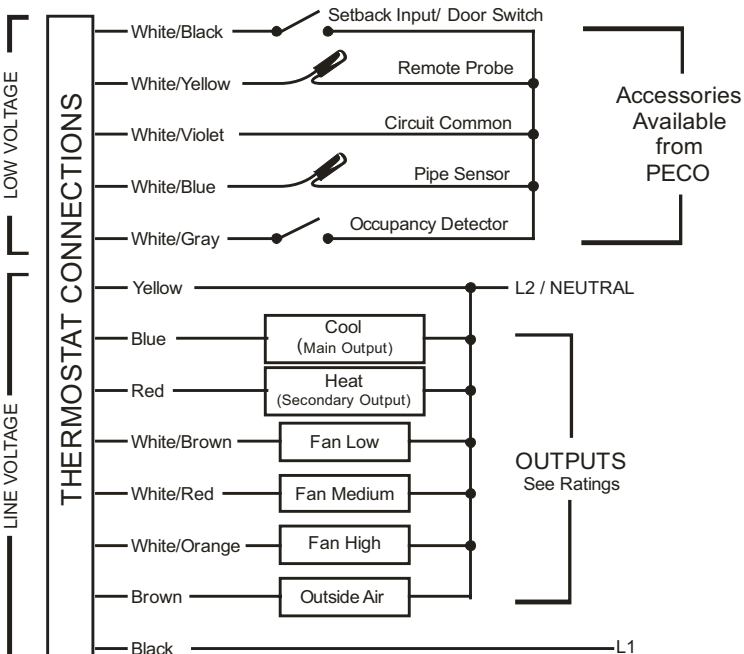 LOW VOLTAGE
LINE VOLTAGE
THERMOSTAT CONNECTIONS
White/Black
Setback Input/ Door Switch
White/Yellow
Remote Probe
White/Violet
Circuit Common
White/Blue
Pipe Sensor
White/Gray
Occupancy Detector
Accessories
Available
from
PECO
Yellow
L2 / NEUTRAL
Blue
Cool
(Main Output)
Red
Heat
(Secondary Output)
White/Brown
Fan Low
White/Red
Fan Medium
White/Orange
Fan High
Brown
Outside Air
OUTPUTS
See Ratings
Black
L1